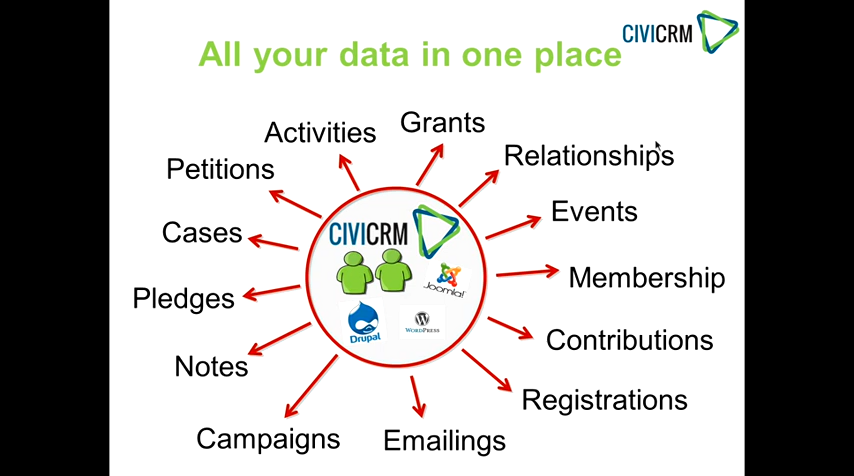 All your data in one place
CIVICRM
Activities
Grants
Relationships
Petitions
Events
Cases
CIVICRM
Membership
Joomla!
Pledges
Drupal
WORDPRESS
Contributions
Notes
Registrations
Campaigns
Emailings